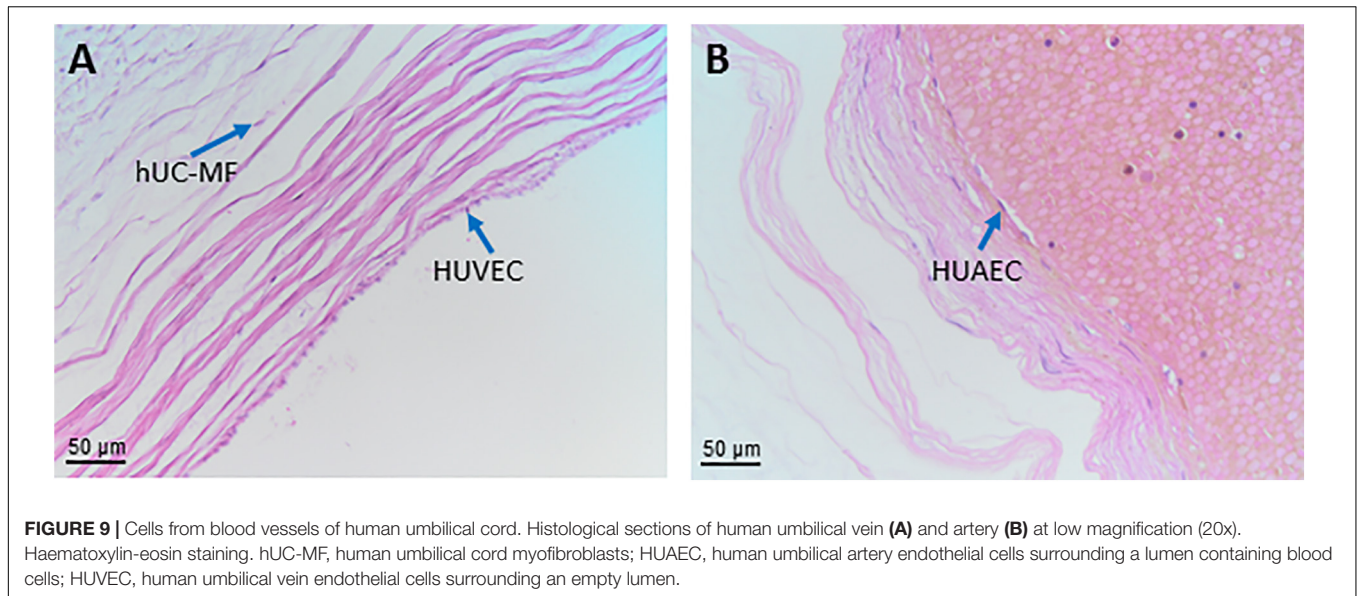 A
hUC-MF
HUVEC
50 µm
B
HUAEC
50 µm
FIGURE 9 | Cells from blood vessels of human umbilical cord. Histological sections of human umbilical vein (A) and artery (B) at low magnification (20x).
Haematoxylin-eosin staining. hUC-MF, human umbilical cord myofibroblasts; HUAEC, human umbilical artery endothelial cells surrounding a lumen containing blood
cells; HUVEC, human umbilical vein endothelial cells surrounding an empty lumen.